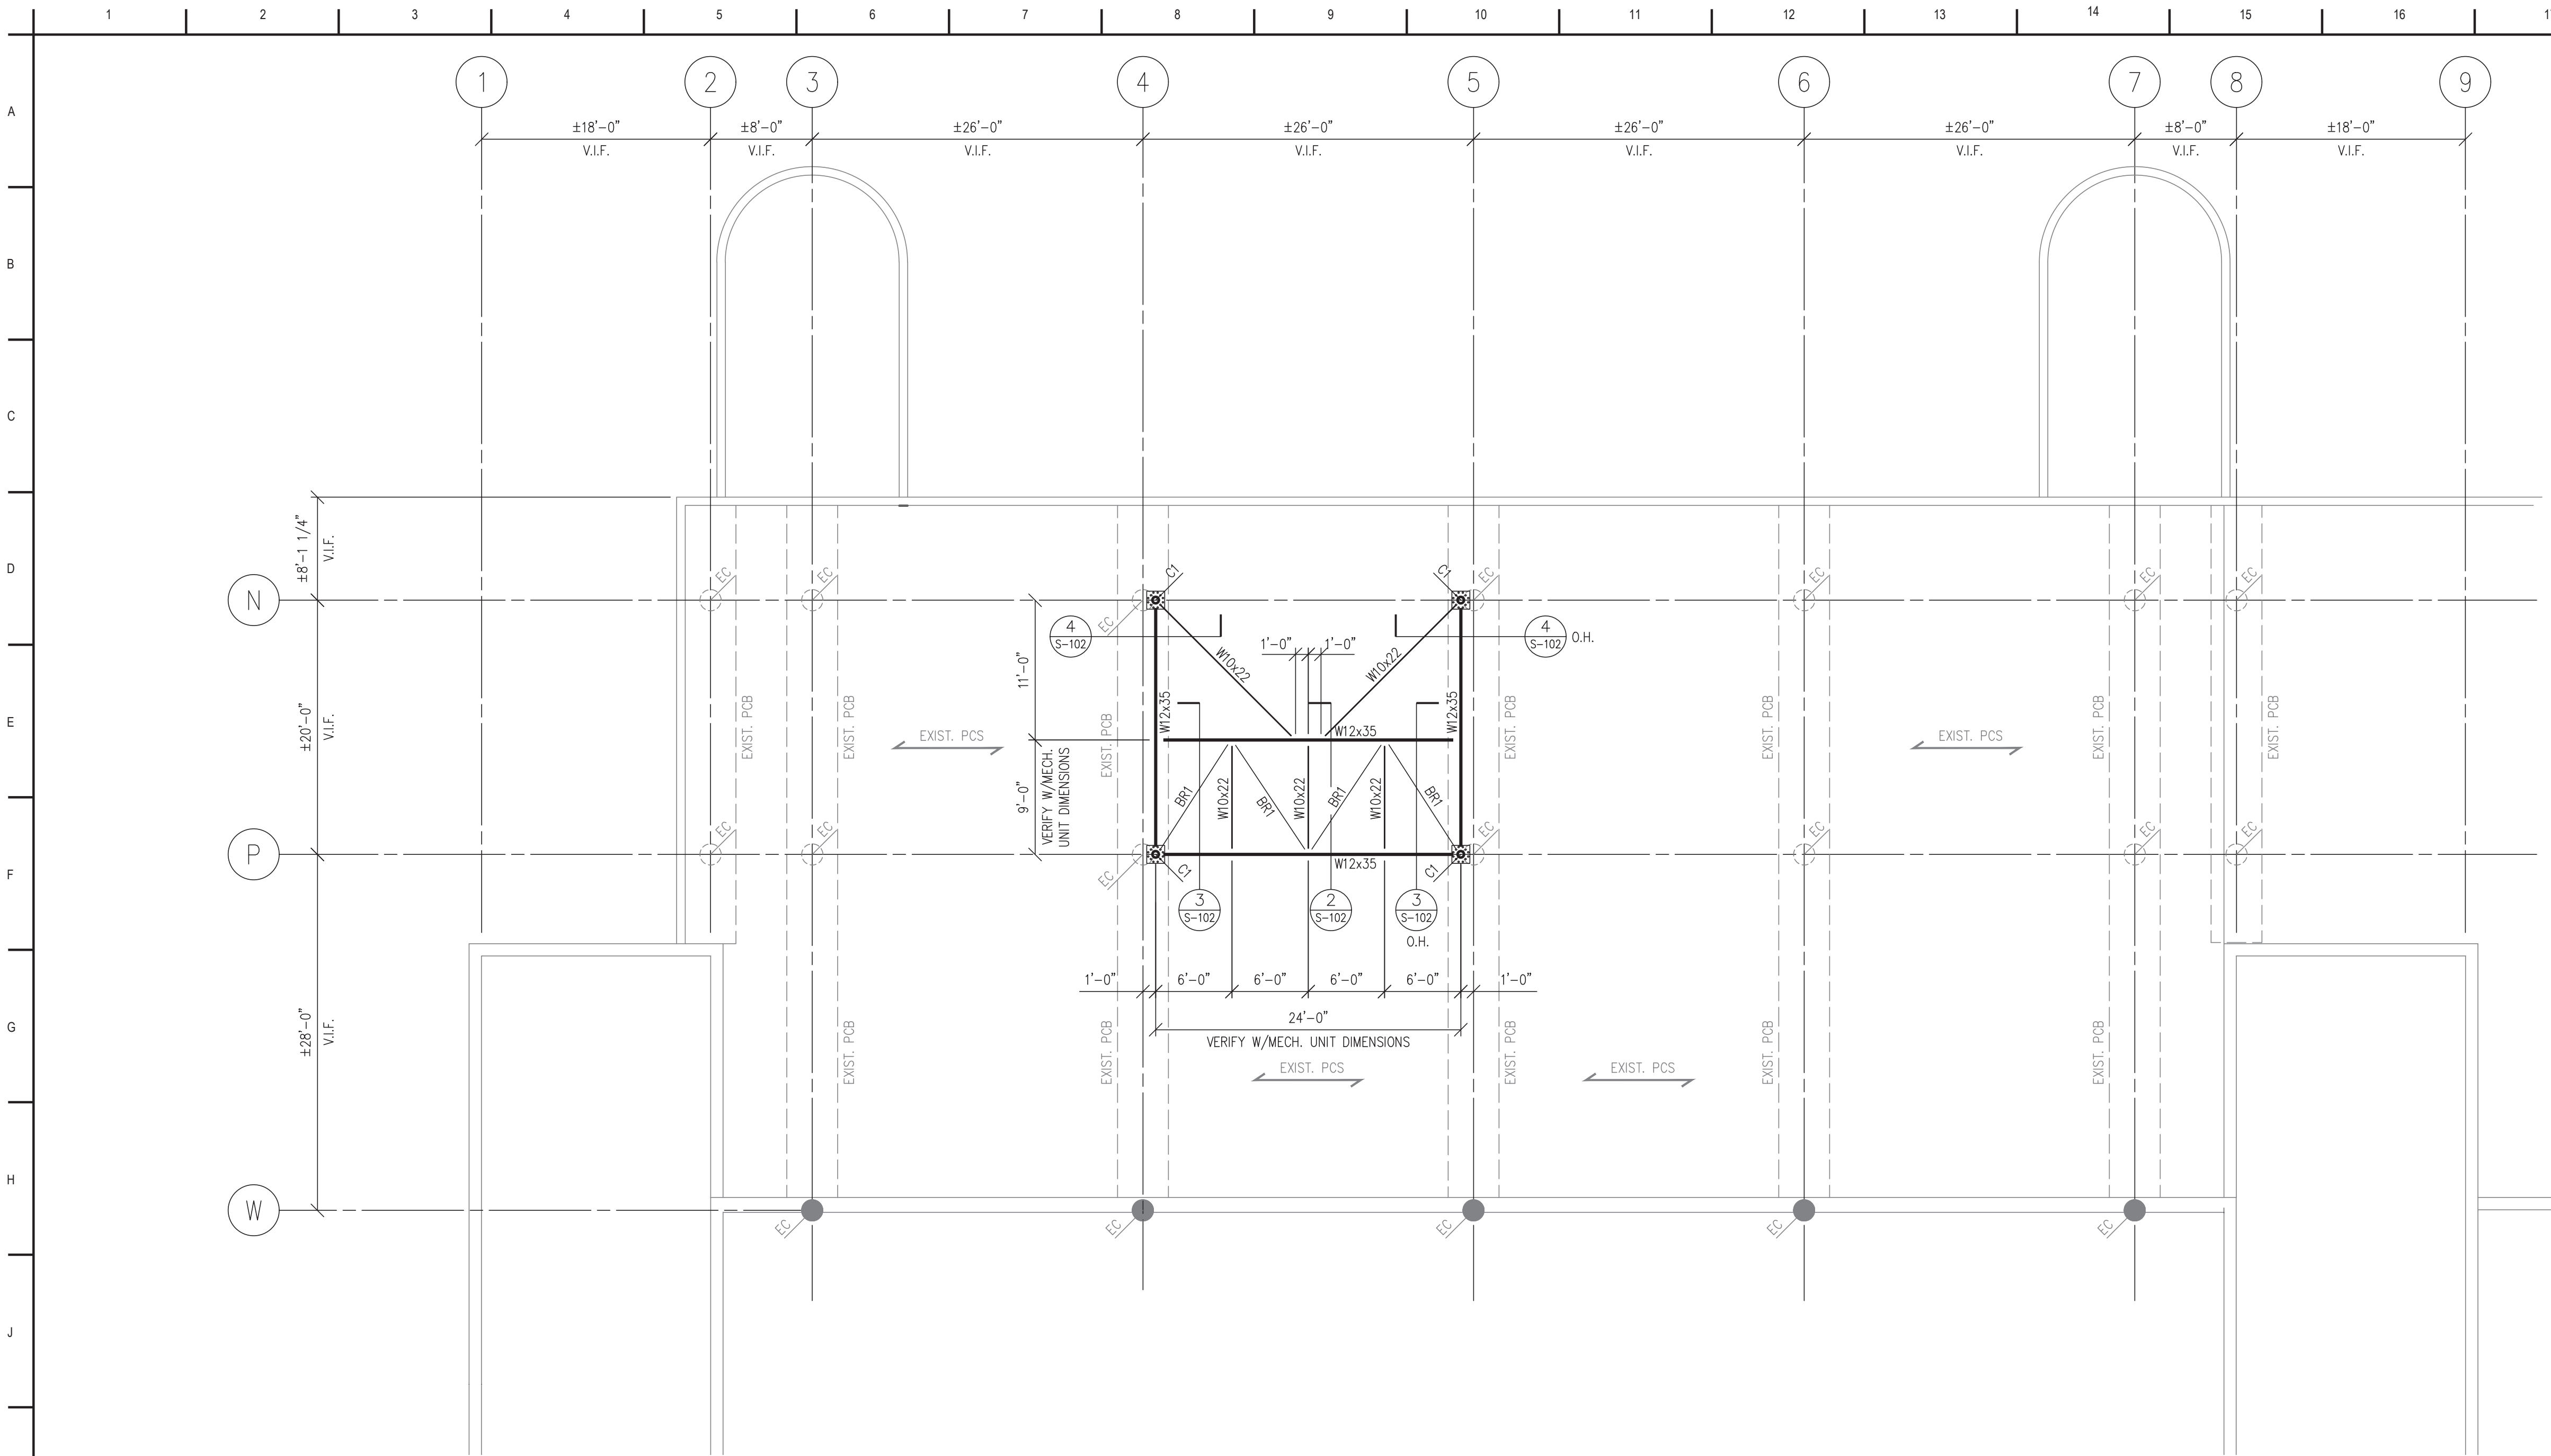 1 2 3 4 5 6 7 8 9 10 11 12 13 14 15 16
A
B
C
D
E
F
G
H
J
1 2 3 4 5 6 7 8 9
±18'-0" ±8'-0" ±26'-0" ±26'-0" ±26'-0" ±26'-0" ±8'-0" ±18'-0"
V.I.F. V.I.F. V.I.F. V.I.F. V.I.F. V.I.F. V.I.F. V.I.F.
±8'-1 1/4"
V.I.F.
EC EC C1 C1 EC EC EC EC
N
EC
4
S-102
4
S-102
O.H.
1'-0" 1'-0"
W10x22 W10x22
11'-0"
±20'-0"
V.I.F.
W12x35 W12x35
EXIST. PCB
EXIST. PCB
EXIST. PCB
EXIST. PCB
EXIST. PCB
EXIST. PCB
EXIST. PCB
W12x35
EXIST. PCS
EXIST. PCS
9'-0"
VERIFY W/MECH.
UNIT DIMENSIONS
BR1 W10x22 BR1 W10x22 BR1 W10x22 BR1
EC EC EC EC EC EC
P
W12x35
EC
C1 C1
3
S-102
2
S-102
3
S-102
O.H.
1'-0" 6'-0" 6'-0" 6'-0" 6'-0" 1'-0"
24'-0"
VERIFY W/MECH. UNIT DIMENSIONS
±28'-0"
V.I.F.
EXIST. PCB
EXIST. PCB
EXIST. PCB
EXIST. PCB
EXIST. PCB
EXIST. PCS
EXIST. PCS
W
EC EC EC EC EC